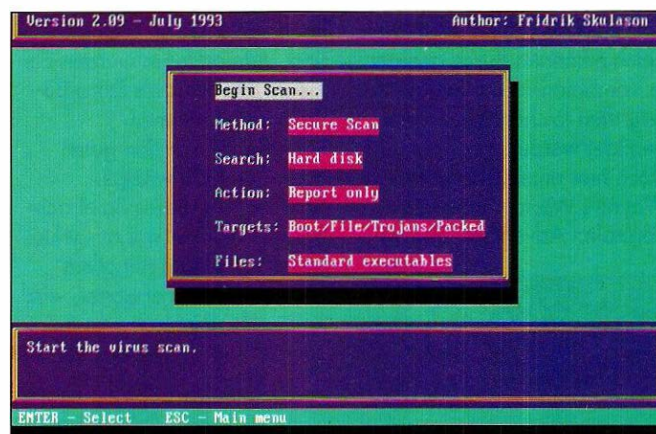 Version 2.09 - July 1993 Author: Fridrik Skulason
Begin Scan...
Method: Secure Scan
Search: Hard disk
Action: Report only
Targets: Boot/File/Trojans/Packed
Files: Standard executables
Start the virus scan.
ENTER - Select ESC - Main menu